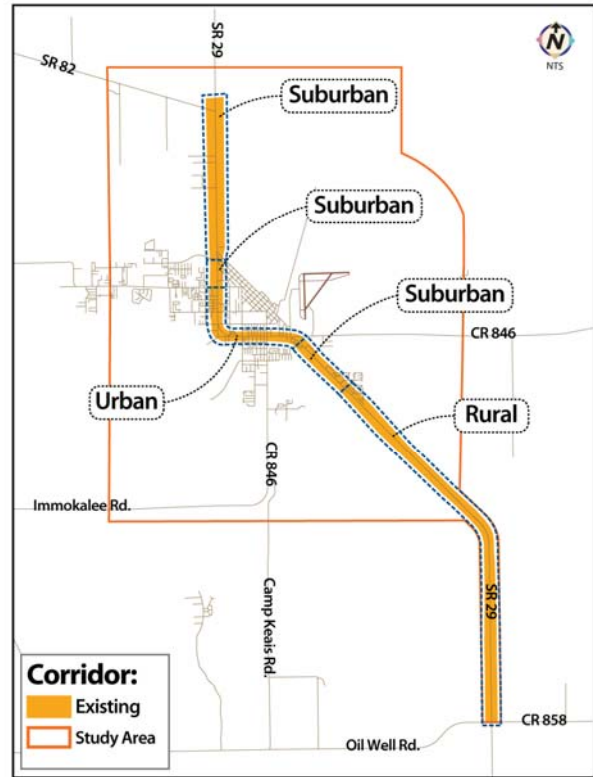 SR 29
N
NTS
SR 82
Suburban
Suburban
Suburban
CR 846
Urban
Rural
CR 846
Immokalee Rd.
Camp Keais Rd.
SR 29
Corridor:
Existing
Study Area
CR 858
Oil Well Rd.